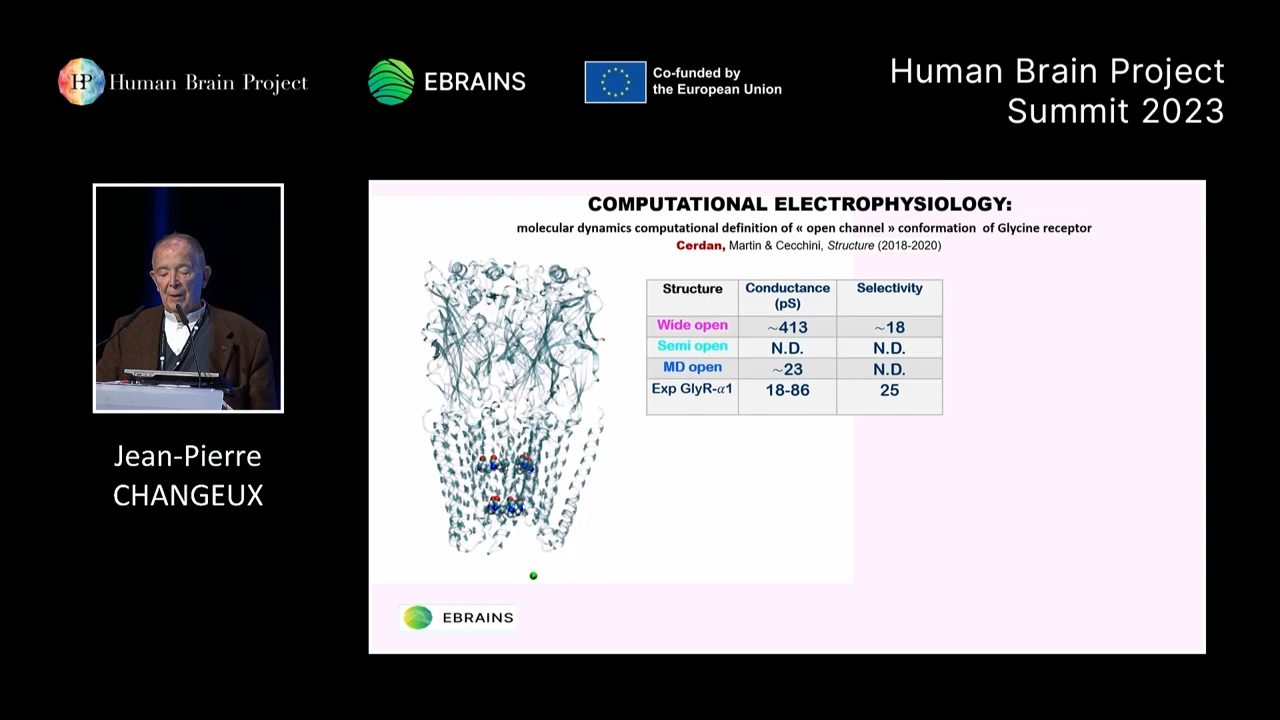 HP Human Brain Project
EBRAINS
Co-funded by
the European Union
Human Brain Project
Summit 2023
COMPUTATIONAL ELECTROPHYSIOLOGY:
molecular dynamics computational definition of « open channel » conformation of Glycine receptor
Cerdan, Martin & Cecchini, Structure (2018-2020)
Structure Conductance (pS) Selectivity
Wide open ~413 ~18
Semi open N.D. N.D.
MD open ~23 N.D.
Exp GlyR-α1 18-86 25
Jean-Pierre
CHANGEUX
EBRAINS